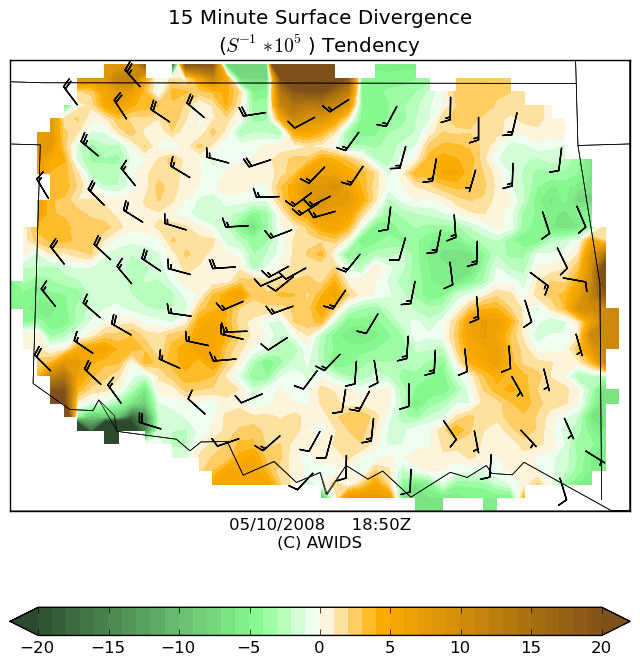 15 Minute Surface Divergence
(S⁻¹ * 10⁵ ) Tendency
05/10/2008 18:50Z
(C) AWIDS
−20 −15 −10 −5 0 5 10 15 20